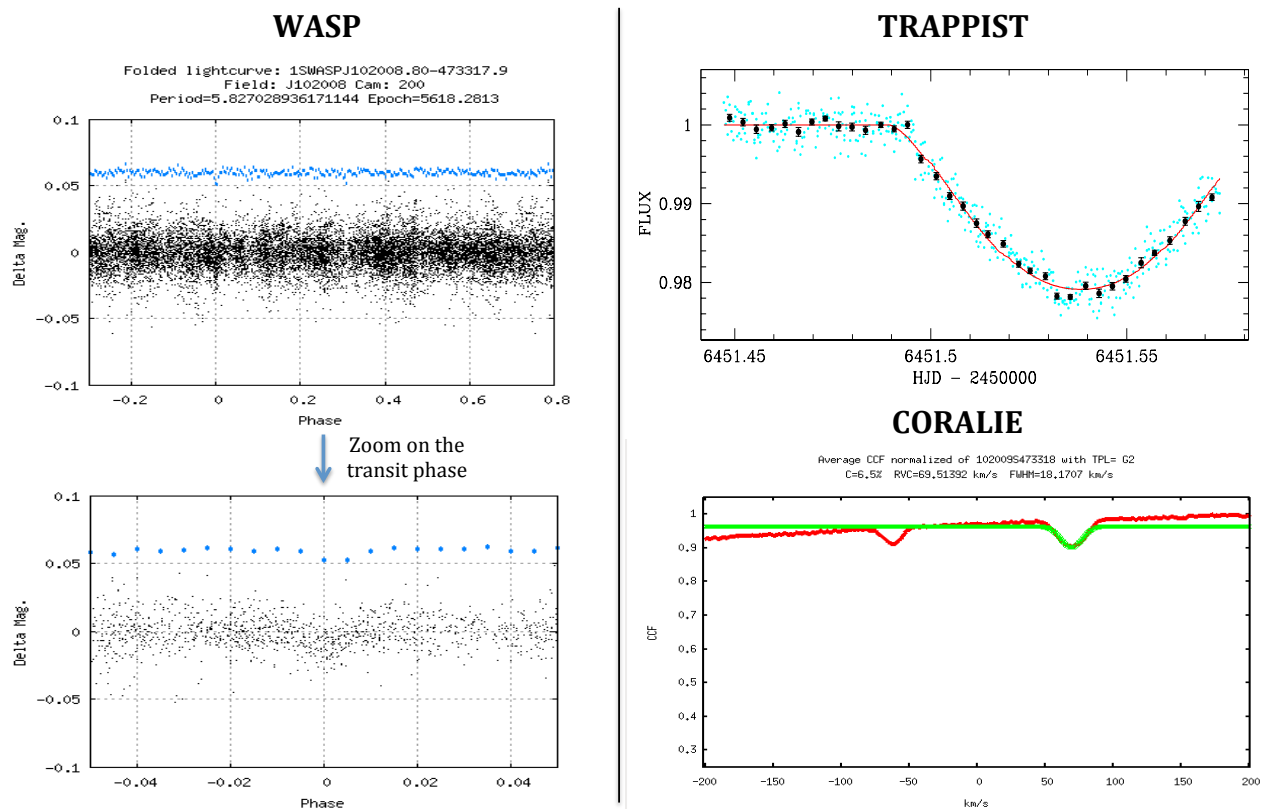 WASP
Folded lightcurve: 1SWASPJ102008.80-473317.9
Field: J102008 Cam: 200
Period=5.827028936171144 Epoch=5618.2813
0.1
0.05
0
-0.05
-0.1
Delta Mag.
-0.2 0 0.2 0.4 0.6 0.8
Phase
Zoom on the
transit phase
0.1
0.05
0
-0.05
-0.1
Delta Mag.
-0.04 -0.02 0 0.02 0.04
Phase
TRAPPIST
1
0.99
0.98
FLUX
6451.45 6451.5 6451.55
HJD - 2450000
CORALIE
Average CCF normalized of 102009S473318 with TPL= G2
C=6.5% RVC=69.51392 km/s FWHM=18.1707 km/s
1
0.9
0.8
0.7
0.6
0.5
0.4
0.3
CCF
-200 -150 -100 -50 0 50 100 150 200
km/s